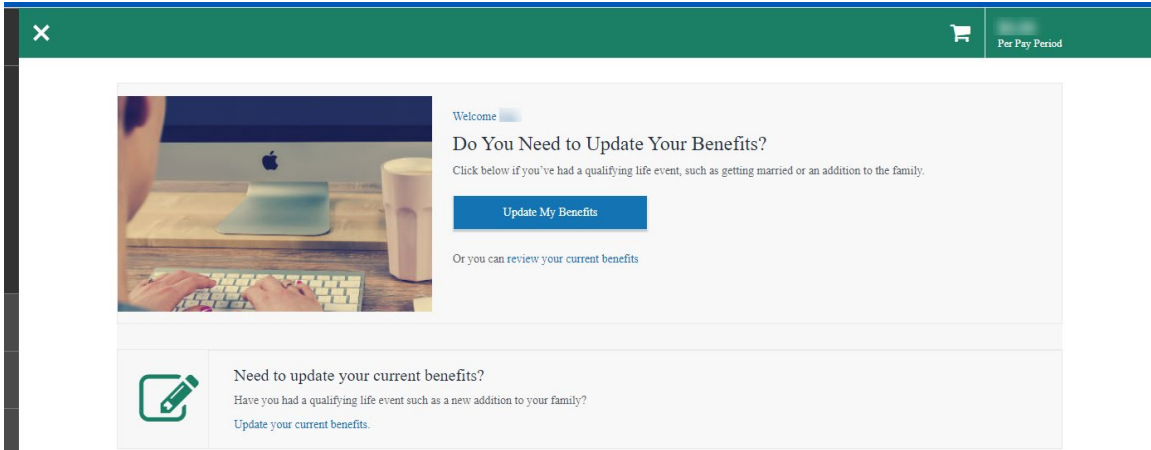 Per Pay Period
Welcome
Do You Need to Update Your Benefits?
Click below if you've had a qualifying life event, such as getting married or an addition to the family.
Update My Benefits
Or you can review your current benefits
Need to update your current benefits?
Have you had a qualifying life event such as a new addition to your family?
Update your current benefits.